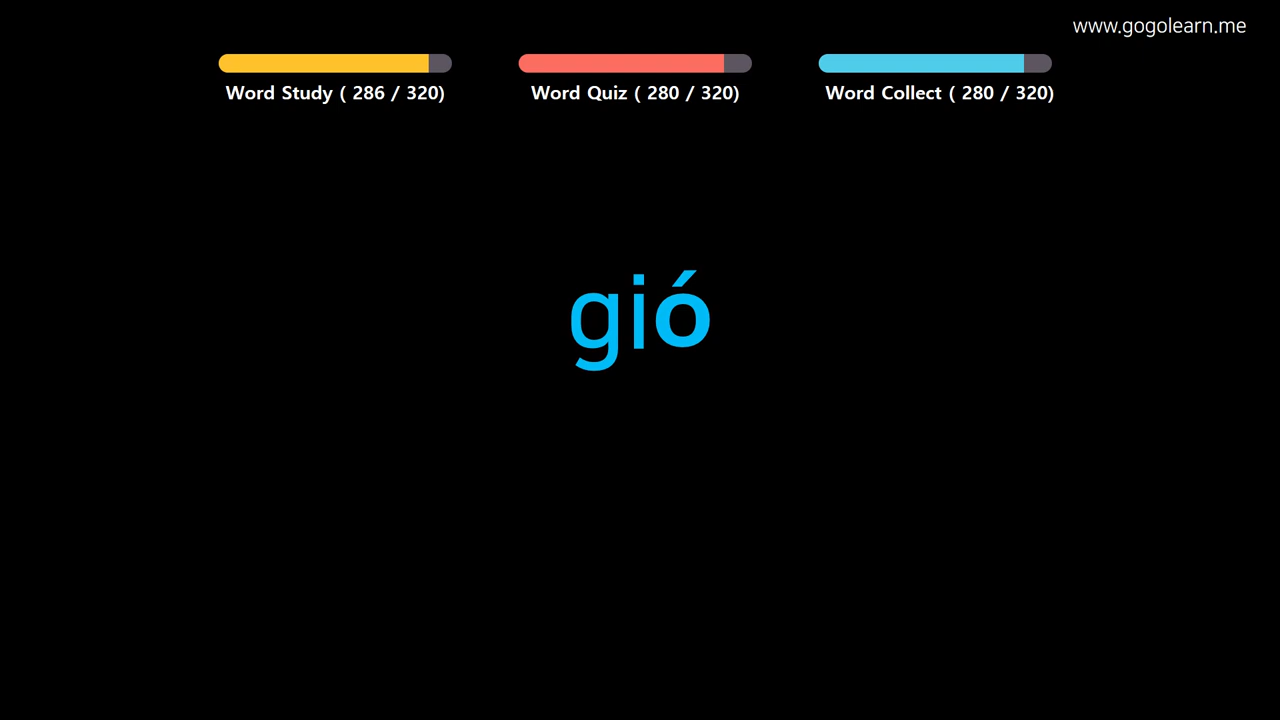 www.gogolearn.me
Word Study ( 286 / 320) Word Quiz ( 280 / 320) Word Collect ( 280 / 320)
gió